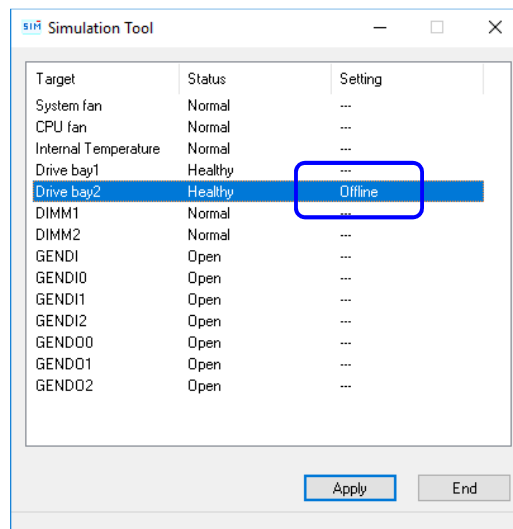 SIM Simulation Tool
Target Status Setting
System fan Normal ---
CPU fan Normal ---
Internal Temperature Normal ---
Drive bay1 Healthy ---
Drive bay2 Healthy Offline
DIMM1 Normal ---
DIMM2 Normal ---
GENDI Open ---
GENDI0 Open ---
GENDI1 Open ---
GENDI2 Open ---
GENDO0 Open ---
GENDO1 Open ---
GENDO2 Open ---
Apply End